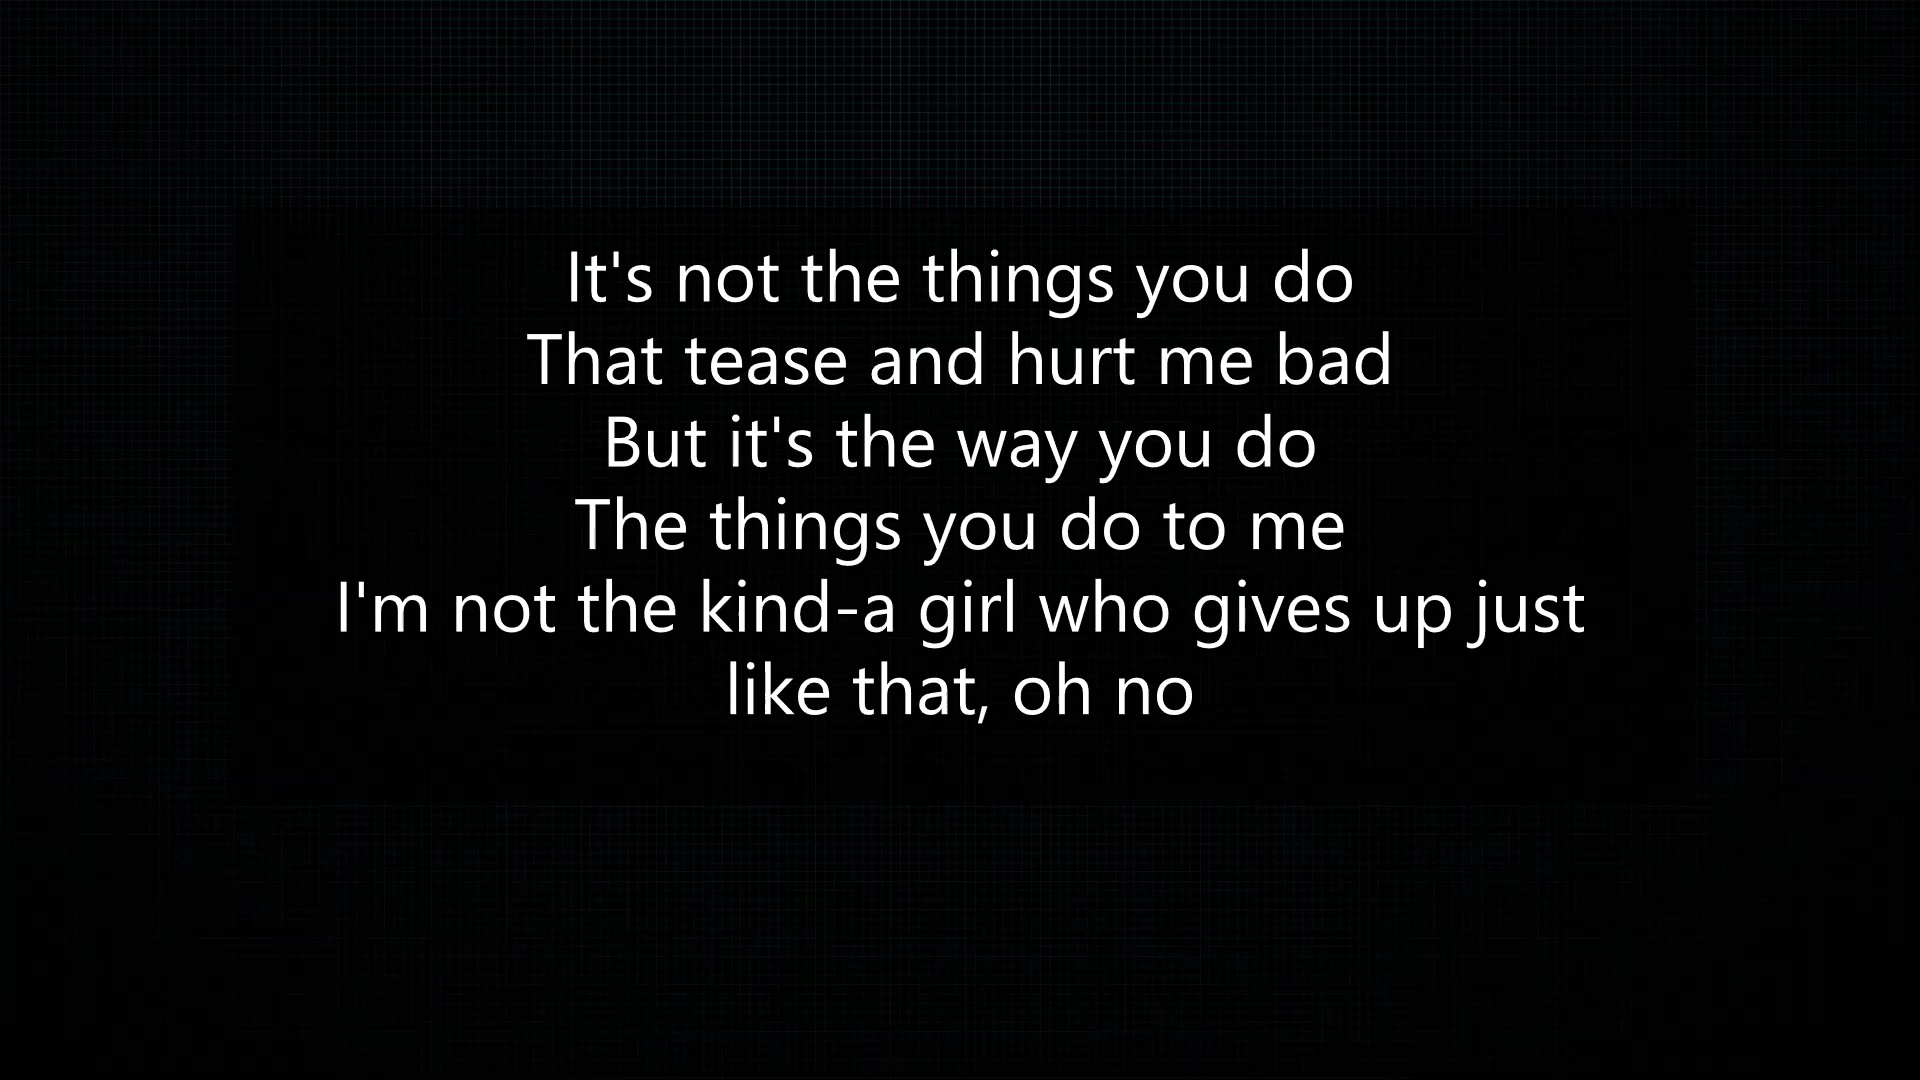 It's not the things you do
That tease and hurt me bad
But it's the way you do
The things you do to me
I'm not the kind-a girl who gives up just
like that, oh no